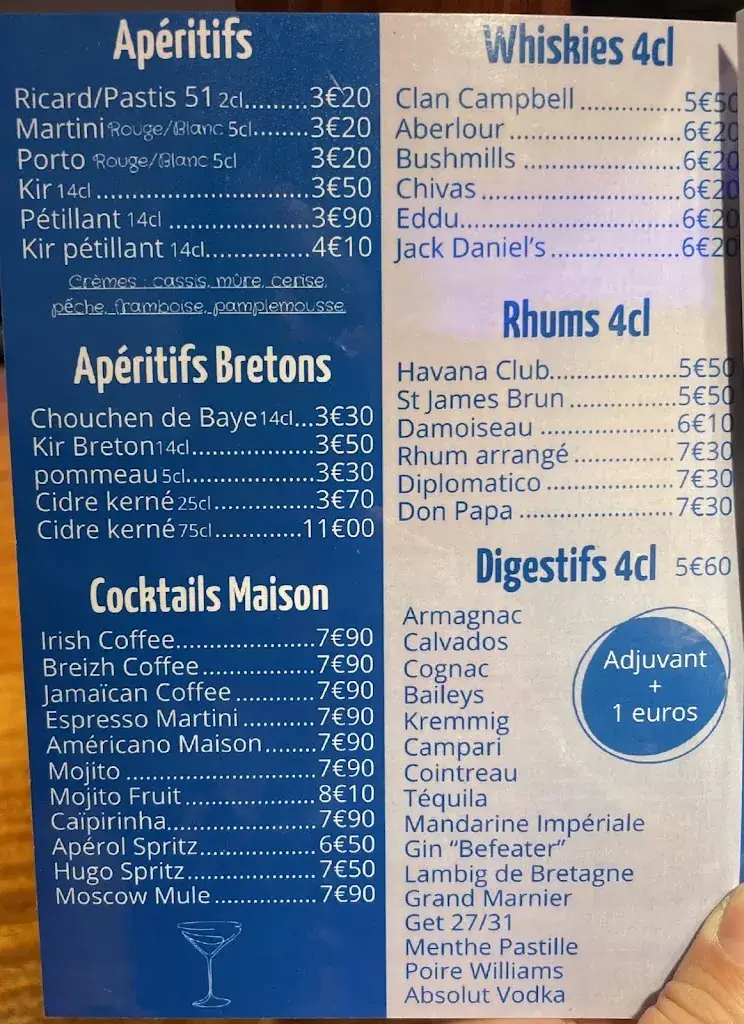 Apéritifs
Ricard/Pastis 51 2cl.........3€20
Martini Rouge/Blanc 5cl.......3€20
Porto Rouge/Blanc 5cl 3€20
Kir 14cl ...........................3€50
Pétillant 14cl ..................3€90
Kir pétillant 14cl..............4€10
Crèmes : cassis, mûre, cerise,
pêche, framboise, pamplemousse
Apéritifs Bretons
Chouchen de Baye 14cl...3€30
Kir Breton 14cl................3€50
pommeau 5cl.................3€30
Cidre kerné 25cl..............3€70
Cidre kerné 75cl.............11€00
Cocktails Maison
Irish Coffee....................7€90
Breizh Coffee.................7€90
Jamaïcan Coffee............7€90
Espresso Martini...........7€90
Américano Maison........7€90
Mojito ............................7€90
Mojito Fruit...................8€10
Caïpirinha......................7€90
Apérol Spritz.................6€50
Hugo Spritz...................7€50
Moscow Mule...............7€90
Whiskies 4cl
Clan Campbell ..............5€50
Aberlour........................6€20
Bushmills ......................6€20
Chivas............................6€20
Eddu...............................6€20
Jack Daniel's..................6€20
Rhums 4cl
Havana Club..................5€50
St James Brun...............5€50
Damoiseau ...................6€10
Rhum arrangé...............7€30
Diplomatico..................7€30
Don Papa ......................7€30
Digestifs 4cl 5€60
Armagnac
Calvados
Cognac
Baileys
Kremmig
Campari
Cointreau
Téquila
Mandarine Impériale
Gin "Befeater"
Lambig de Bretagne
Grand Marnier
Get 27/31
Menthe Pastille
Poire Williams
Absolut Vodka
Adjuvant
+
1 euros